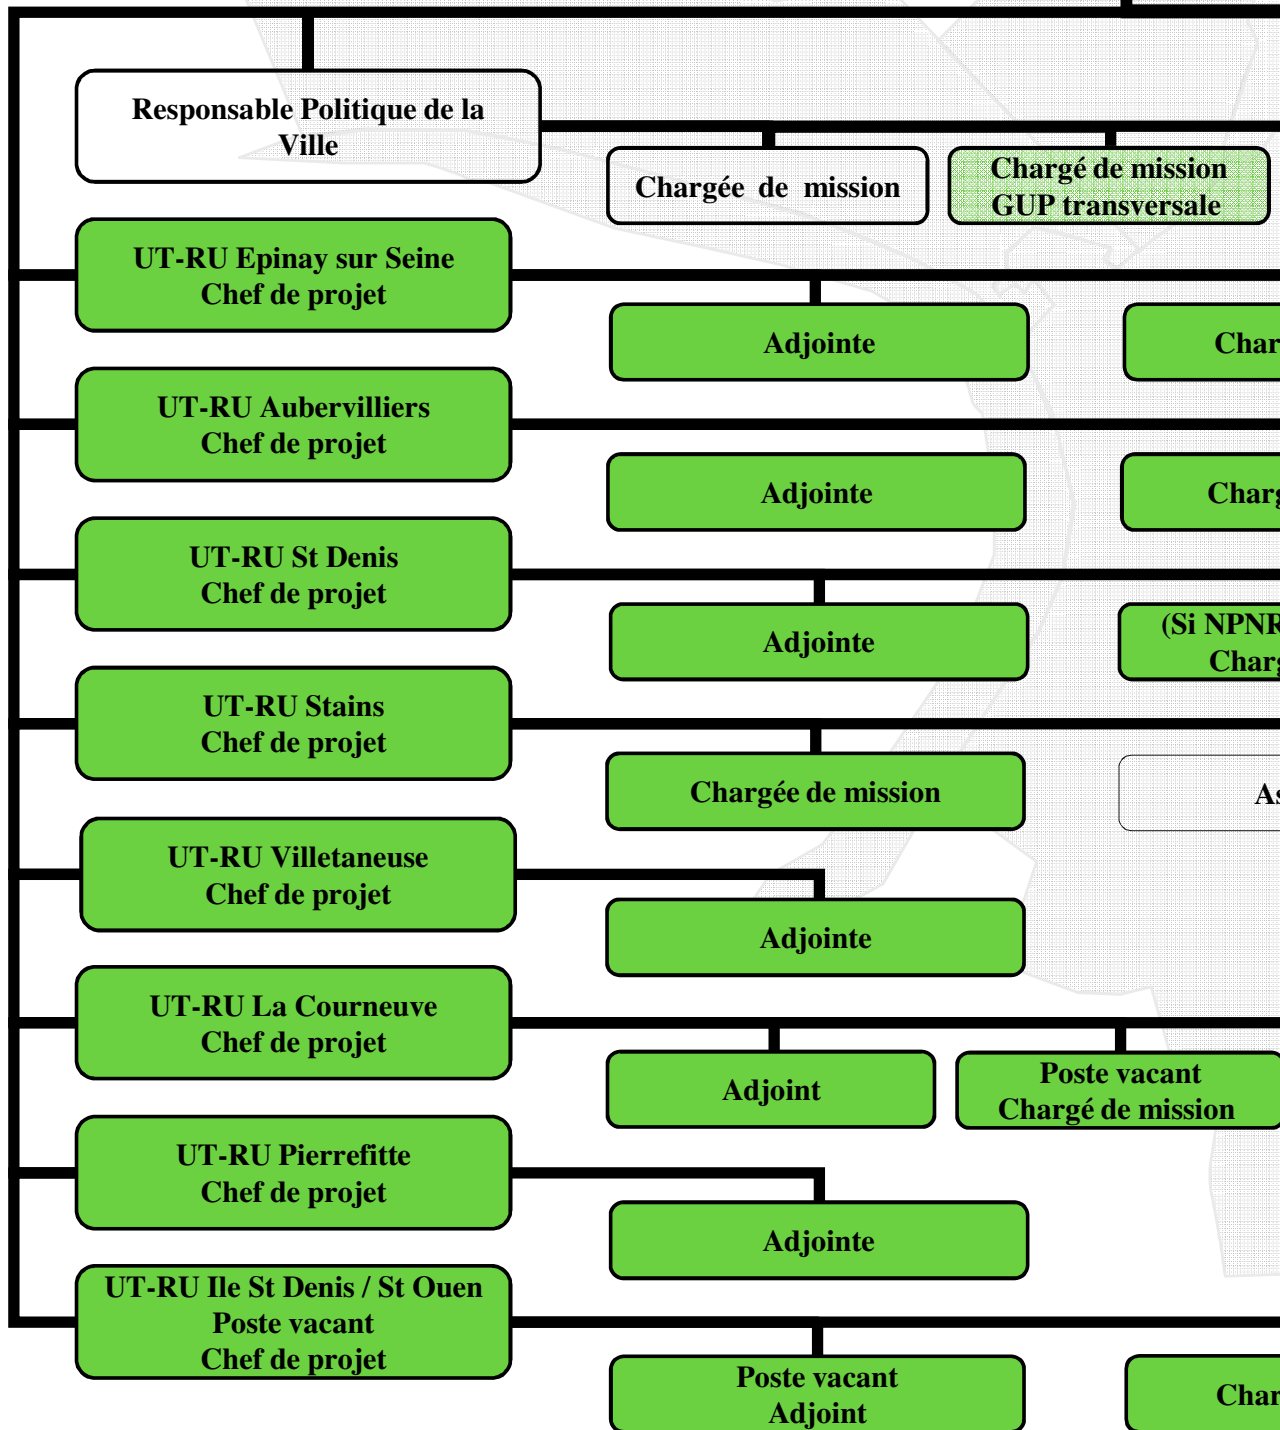 Responsable Politique de la
Ville
Chargée de mission
Chargé de mission
GUP transversale
UT-RU Epinay sur Seine
Chef de projet
Adjointe
UT-RU Aubervilliers
Chef de projet
Adjointe
UT-RU St Denis
Chef de projet
Adjointe
(Si
UT-RU Stains
Chef de projet
Chargée de mission
UT-RU Villetaneuse
Chef de projet
Adjointe
UT-RU La Courneuve
Chef de projet
Adjoint
Poste vacant
Chargé de mission
UT-RU Pierrefitte
Chef de projet
Adjointe
UT-RU Ile St Denis / St Ouen
Poste vacant
Chef de projet
Poste vacant
Adjoint